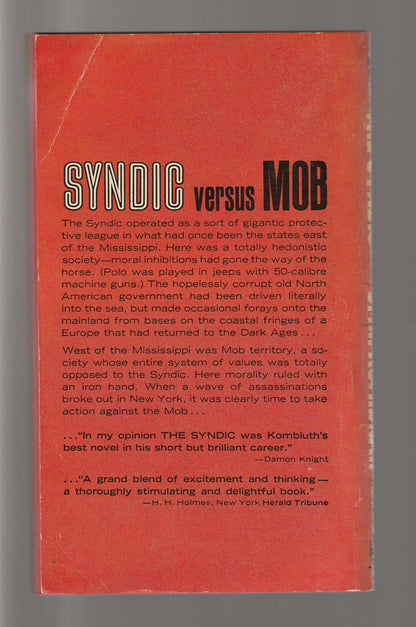 SYNDIC versus MOB
The Syndic operated as a sort of gigantic protec-
tive league in what had once been the states east
of the Mississippi. Here was a totally hedonistic
society—moral inhibitions had gone the way of the
horse. (Polo was played in jeeps with 50-calibre
machine guns.) The hopelessly corrupt old North
American government had been driven literally
into the sea, but made occasional forays onto the
mainland from bases on the coastal fringes of a
Europe that had returned to the Dark Ages . . .
West of the Mississippi was Mob territory, a so-
ciety whose entire system of values was totally
opposed to the Syndic. Here morality ruled with
an iron hand. When a wave of assassinations
broke out in New York, it was clearly time to take
action against the Mob . . .
. . . “In my opinion THE SYNDIC was Kornbluth's
best novel in his short but brilliant career.”
—Damon Knight
. . . “A grand blend of excitement and thinking—
a thoroughly stimulating and delightful book.”
—H. H. Holmes, New York Herald Tribune